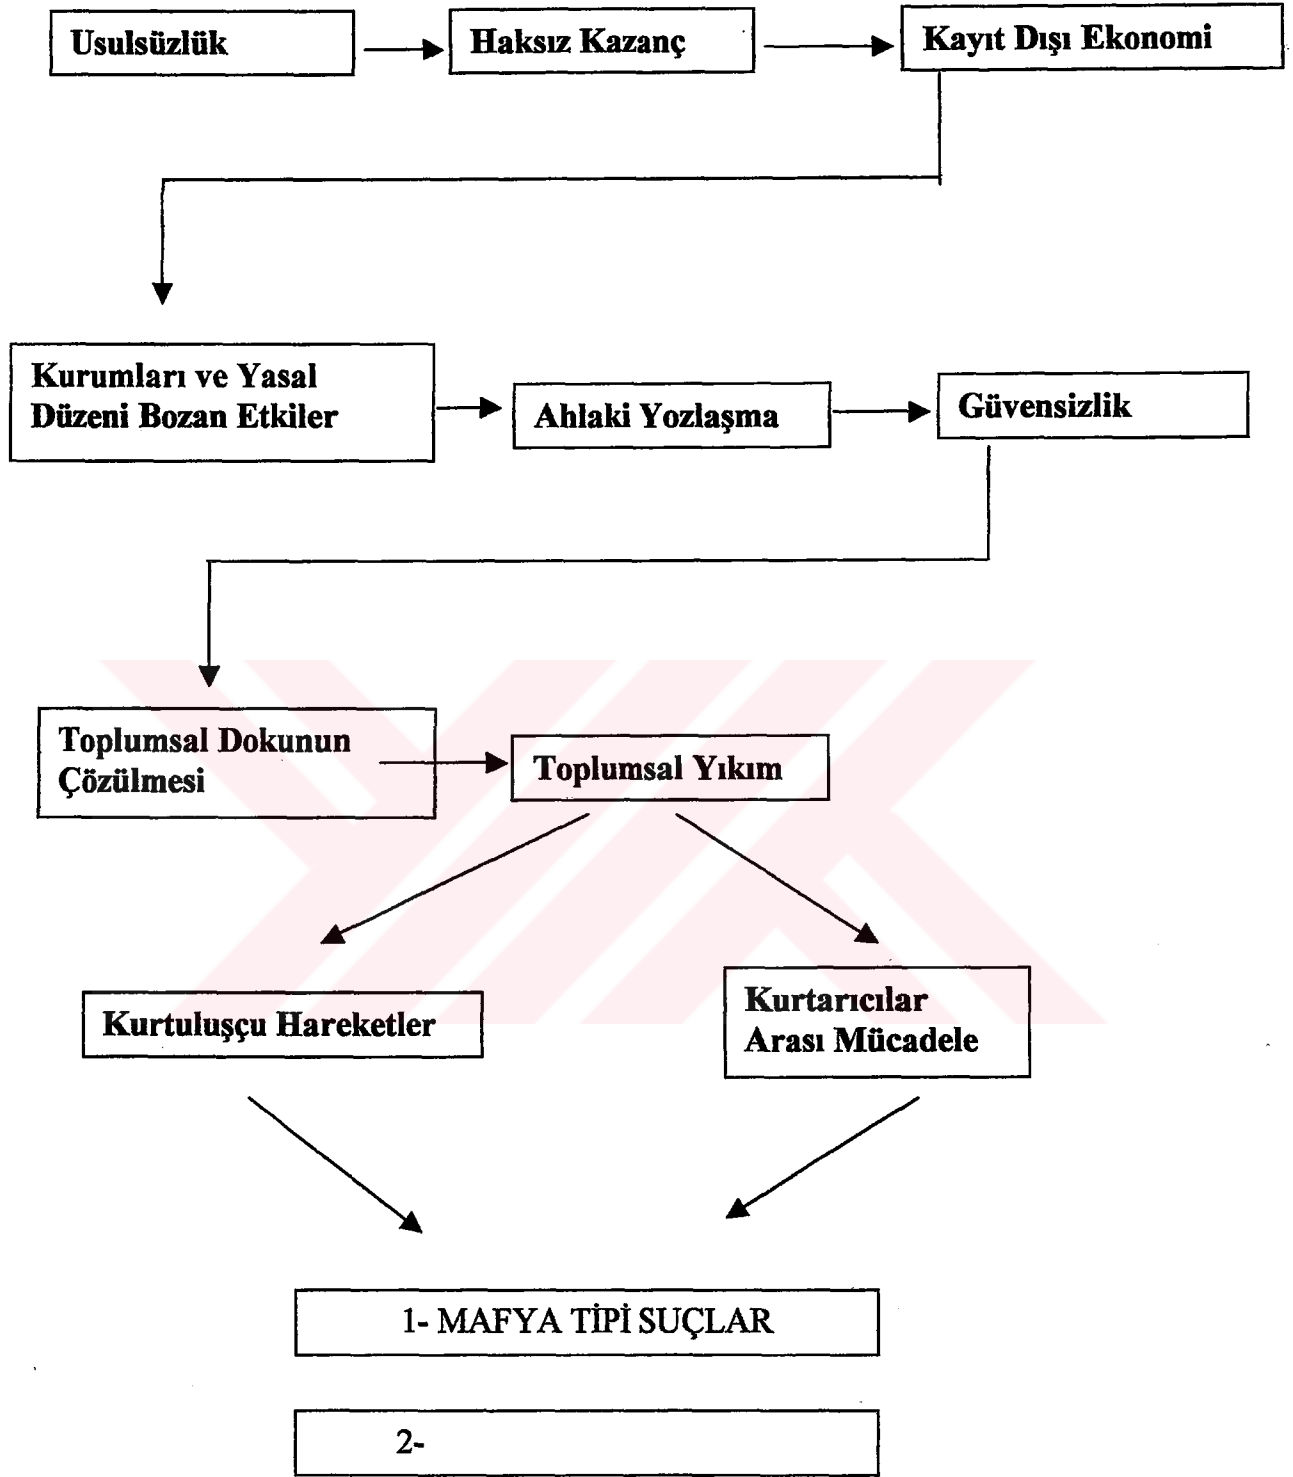 Usulsüzlük
Haksız Kazanç
Kayıt Dışı Ekonomi
Kurumları ve Yasal
Düzeni Bozan Etkiler
Ahlaki Yozlaşma
Güvensizlik
Toplumsal Dokunun
Çözülmesi
Toplumsal Yıkım
Kurtuluşçu Hareketler
Kurtarıcılar
Arası Mücadele
1- MAFYA TİPİ SUÇLAR
2-